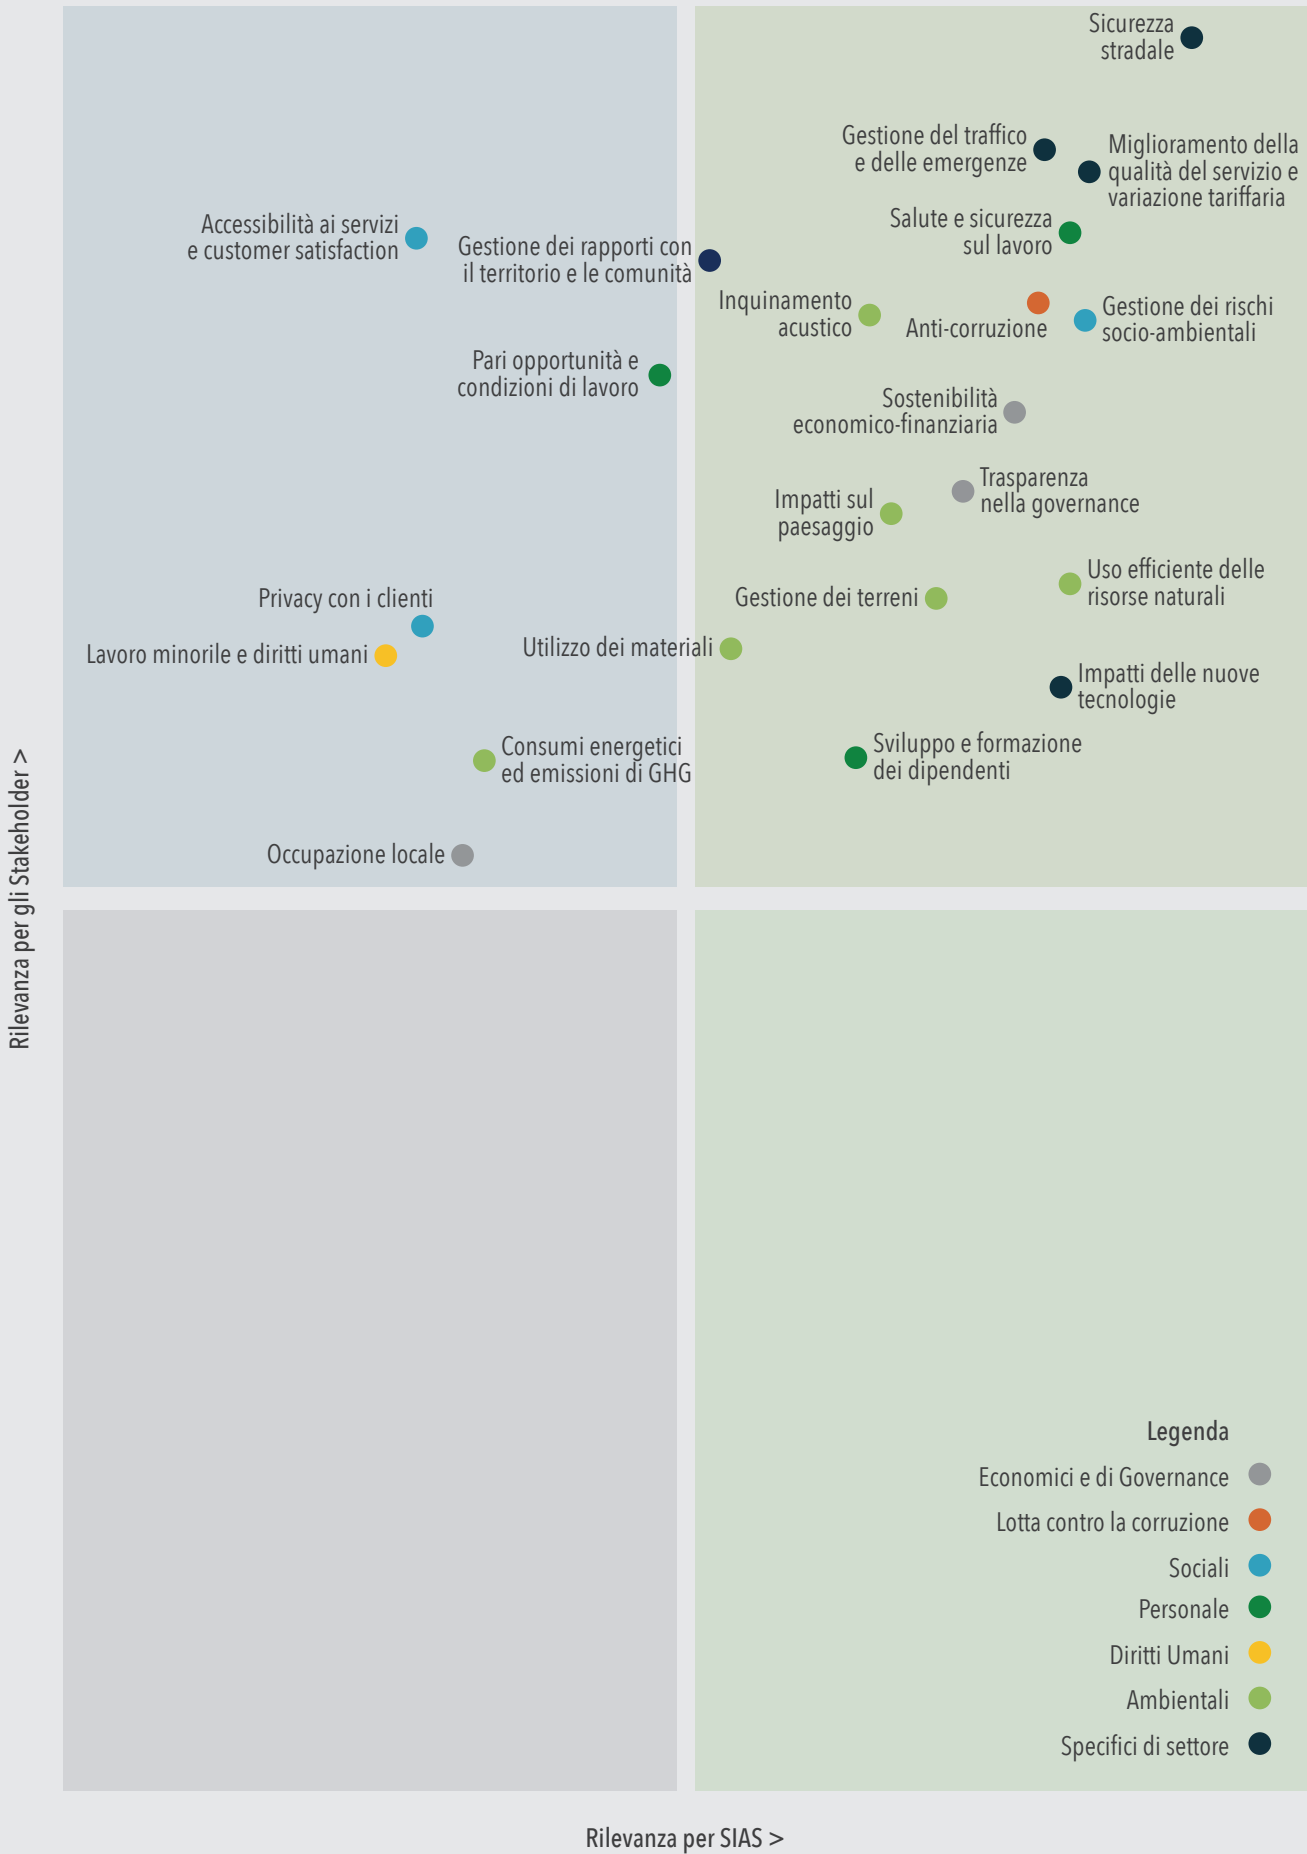 Sicurezza
stradale
Gestione del traffico
e delle emergenze
Miglioramento della
qualità del servizio e
variazione tariffaria
Accessibilità ai servizi
e customer satisfaction
Salute e sicurezza
sul lavoro
Gestione dei rapporti con
il territorio e le comunità
Inquinamento
acustico
Anti-corruzione
Gestione dei rischi
socio-ambientali
Pari opportunità e
condizioni di lavoro
Sostenibilità
economico-finanziaria
Trasparenza
nella governance
Impatti sul
paesaggio
Uso efficiente delle
risorse naturali
Privacy con i clienti
Gestione dei terreni
Lavoro minorile e diritti umani
Utilizzo dei materiali
Impatti delle nuove
tecnologie
Consumi energetici
ed emissioni di GHG
Sviluppo e formazione
dei dipendenti
Occupazione locale
Rilevanza per gli Stakeholder >
Legenda
Economici e di Governance
Lotta contro la corruzione
Sociali
Personale
Diritti Umani
Ambientali
Specifici di settore
Rilevanza per SIAS >